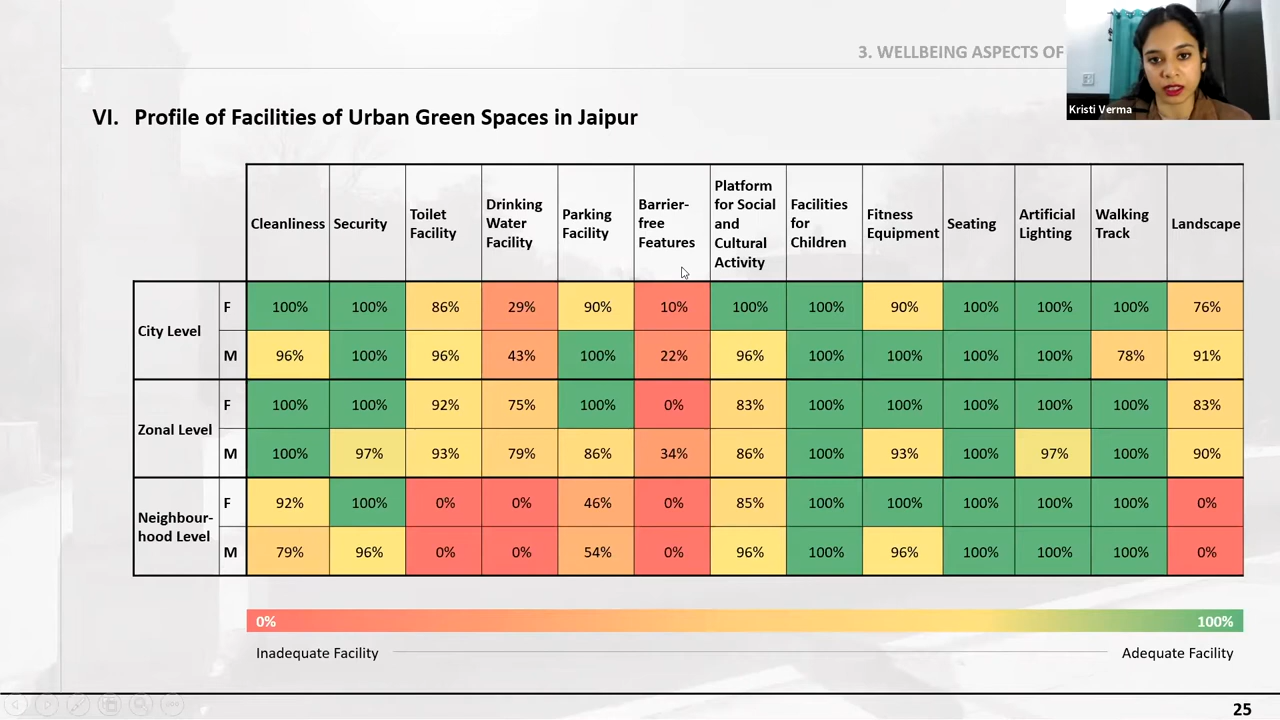 3. WELLBEING ASPECTS OF
Kristi Verma
VI. Profile of Facilities of Urban Green Spaces in Jaipur
Cleanliness Security Toilet Facility Drinking Water Facility Parking Facility Barrier-free Features Platform for Social and Cultural Activity Facilities for Children Fitness Equipment Seating Artificial Lighting Walking Track Landscape
City Level
F 100% 100% 86% 29% 90% 10% 100% 100% 90% 100% 100% 100% 76%
M 96% 100% 96% 43% 100% 22% 96% 100% 100% 100% 100% 78% 91%
Zonal Level
F 100% 100% 92% 75% 100% 0% 83% 100% 100% 100% 100% 100% 83%
M 100% 97% 93% 79% 86% 34% 86% 100% 93% 100% 97% 100% 90%
Neighbour-
hood Level
F 92% 100% 0% 0% 46% 0% 85% 100% 100% 100% 100% 100% 0%
M 79% 96% 0% 0% 54% 0% 96% 100% 96% 100% 100% 100% 0%
0% 100%
Inadequate Facility Adequate Facility
25